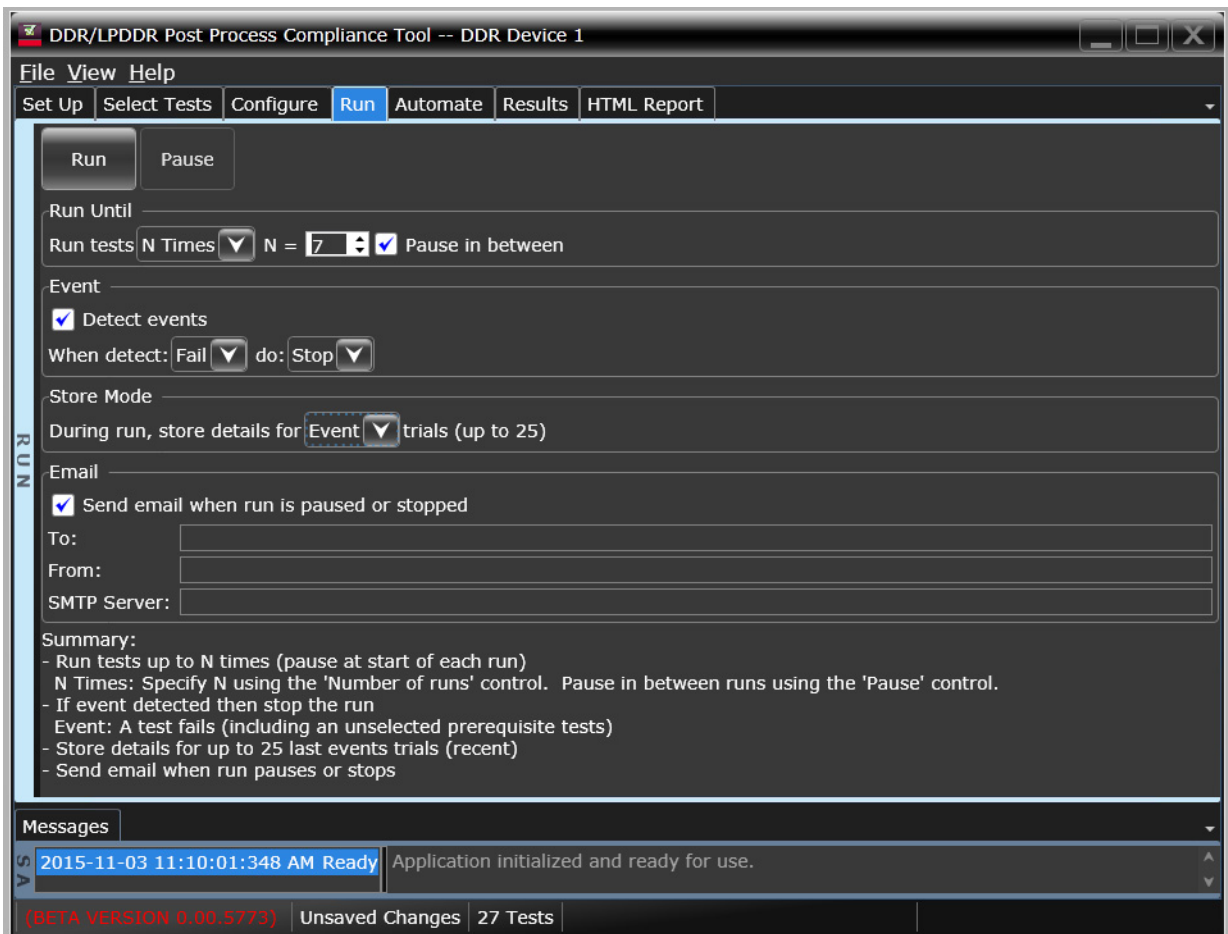 DDR/LPDDR Post Process Compliance Tool -- DDR Device 1
File View Help
Set Up Select Tests Configure Run Automate Results HTML Report
Run Pause
Run Until
Run tests N Times N = 7 Pause in between
Event
Detect events
When detect: Fail do: Stop
Store Mode
During run, store details for Event trials (up to 25)
RUN
Email
Send email when run is paused or stopped
To:
From:
SMTP Server:
Summary:
- Run tests up to N times (pause at start of each run)
N Times: Specify N using the 'Number of runs' control.  Pause in between runs using the 'Pause' control.
- If event detected then stop the run
Event: A test fails (including an unselected prerequisite tests)
- Store details for up to 25 last events trials (recent)
- Send email when run pauses or stops
Messages
SA
2015-11-03 11:10:01:348 AM Ready Application initialized and ready for use.
(BETA VERSION 0.00.5773) Unsaved Changes 27 Tests